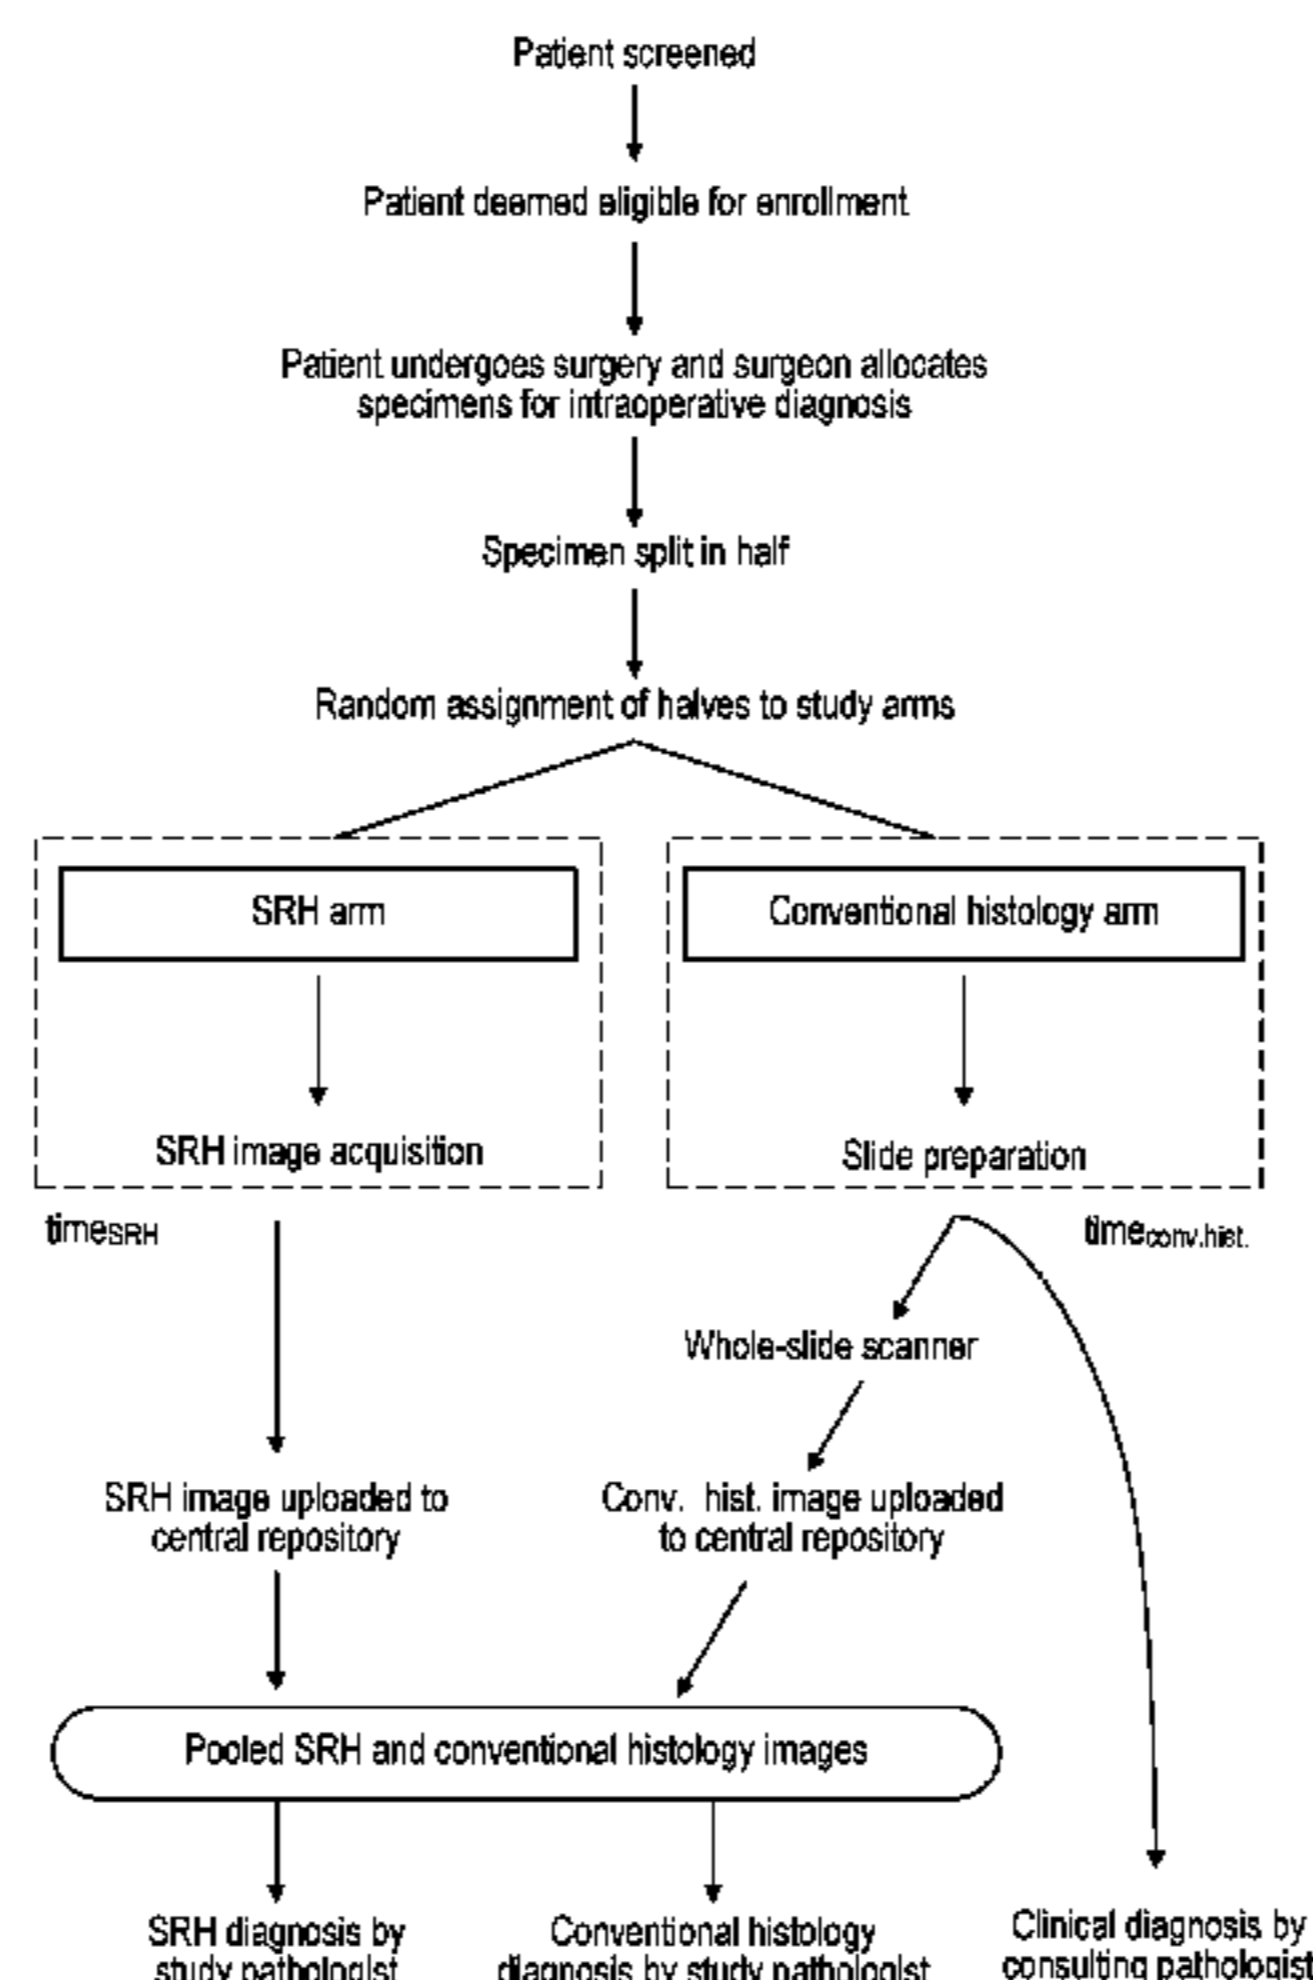 Patient screened
Patient deemed eligible for enrollment
Patient undergoes surgery and surgeon allocates
specimens for intraoperative diagnosis
Specimen split in half
Random assignment of halves to study arms
SRH arm
SRH image acquisition
timeSRH
Conventional histology arm
Slide preparation
timeconv.hist.
Whole-slide scanner
SRH image uploaded to
central repository
Conv. hist. image uploaded
to central repository
Pooled SRH and conventional histology images
SRH diagnosis by
study pathologist
Conventional histology
diagnosis by study pathologist
Clinical diagnosis by
consulting pathologist